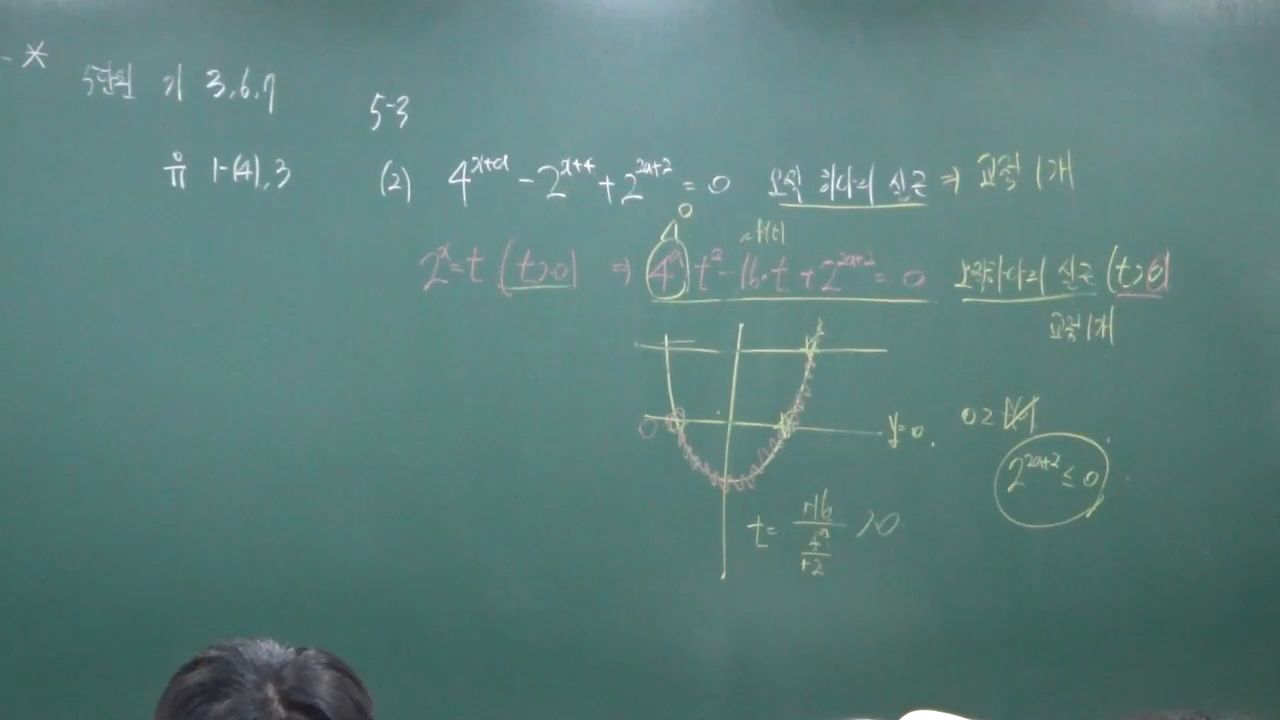 *
5단원 기 3, 6, 7
5-3
유 1-(4), 3
(2) 4^{x+a} - 2^{x+4} + 2^{2a+2} = 0 오직 하나의 실근 ⇒ 교점 1개
0
f(t)
2^x = t (t>0) ⇒ 4^a t^2 - 16·t + 2^{2a+2} = 0 오직 하나의 실근 (t>0)
교점 1개
y=0.
0 ≥
2^{2a+2} ≤ 0
t = >0